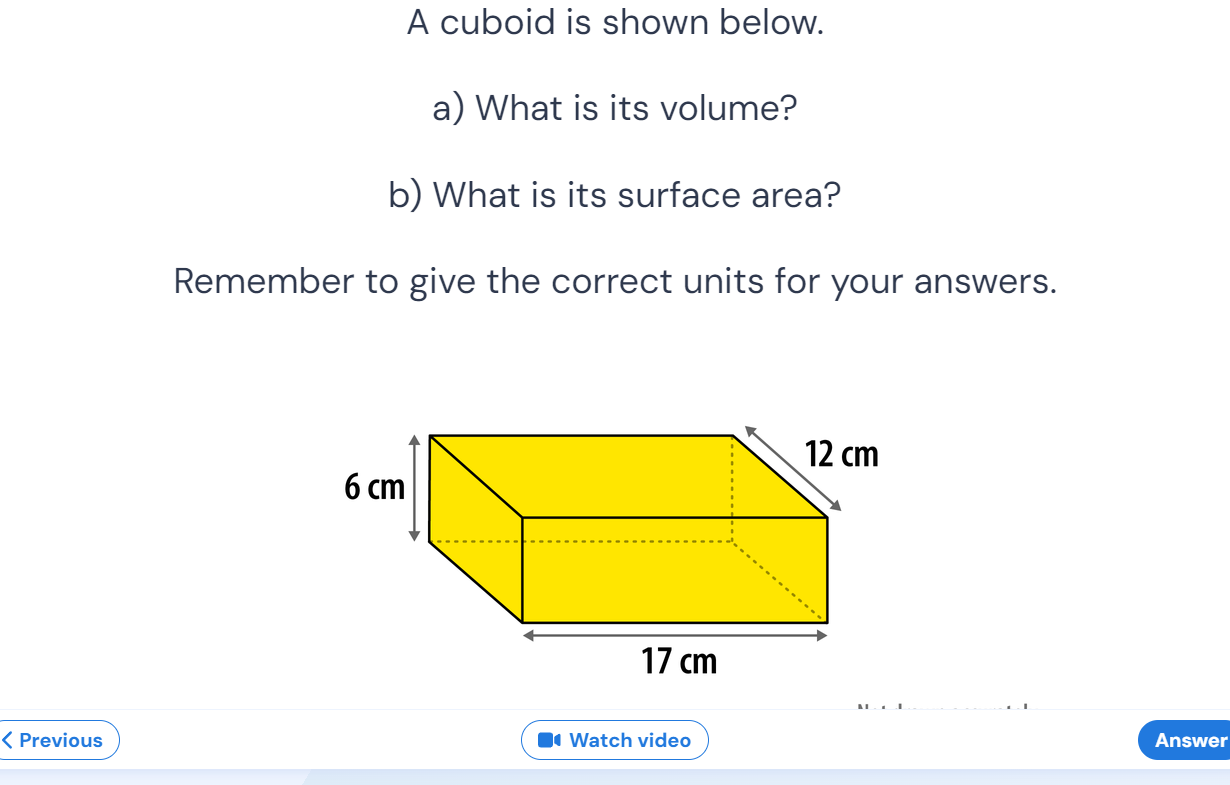 A cuboid is shown below.
a) What is its volume?
b) What is its surface area?
Remember to give the correct units for your answers.
12 cm
6 cm
17 cm
Previous
Watch video
Answer